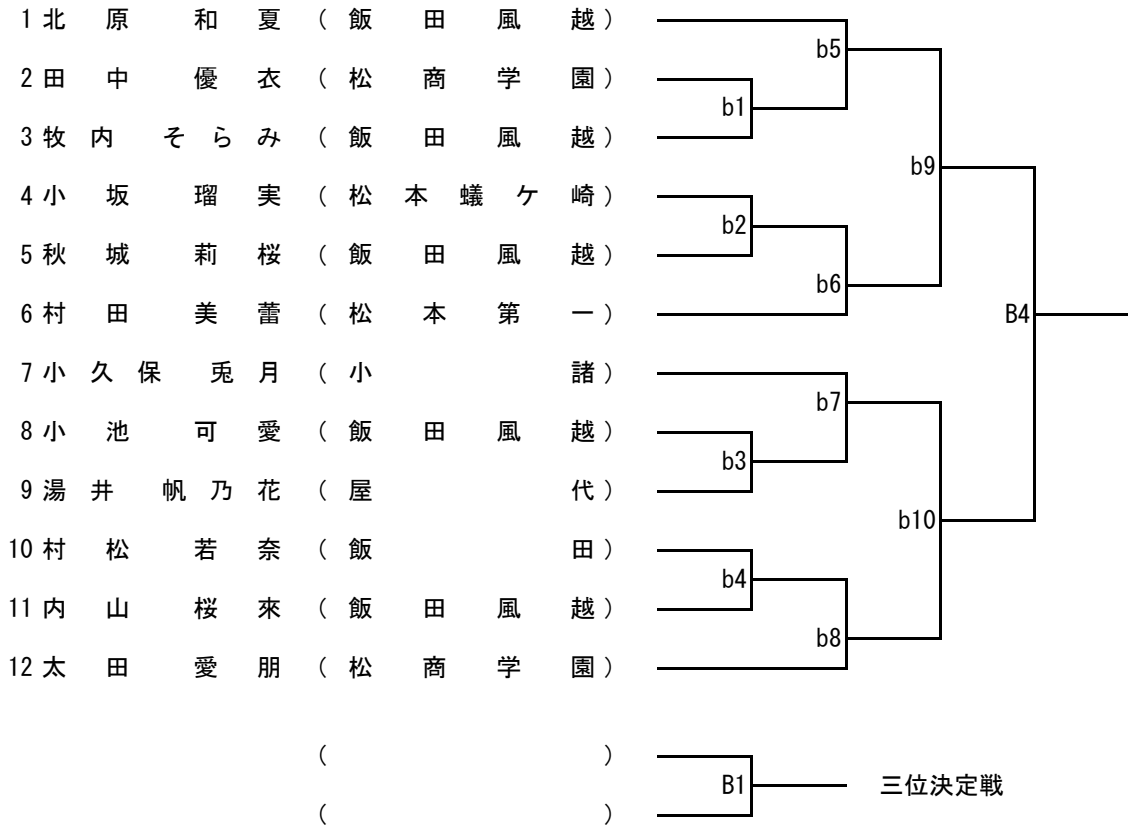 1 北原 和夏 (飯田風越)
b5
2 田中 優衣 (松商学園)
b1
3 牧内 そらみ (飯田風越)
b9
4 小坂 瑠実 (松本蟻ケ崎)
b2
5 秋城 莉桜 (飯田風越)
b6
6 村田 美蕾 (松本第一)
B4
7 小久保 兎月 (小諸)
b7
8 小池 可愛 (飯田風越)
b3
9 湯井 帆乃花 (屋代)
b10
10 村松 若奈 (飯田)
b4
11 内山 桜來 (飯田風越)
b8
12 太田 愛朋 (松商学園)
( )
B1 三位決定戦
( )